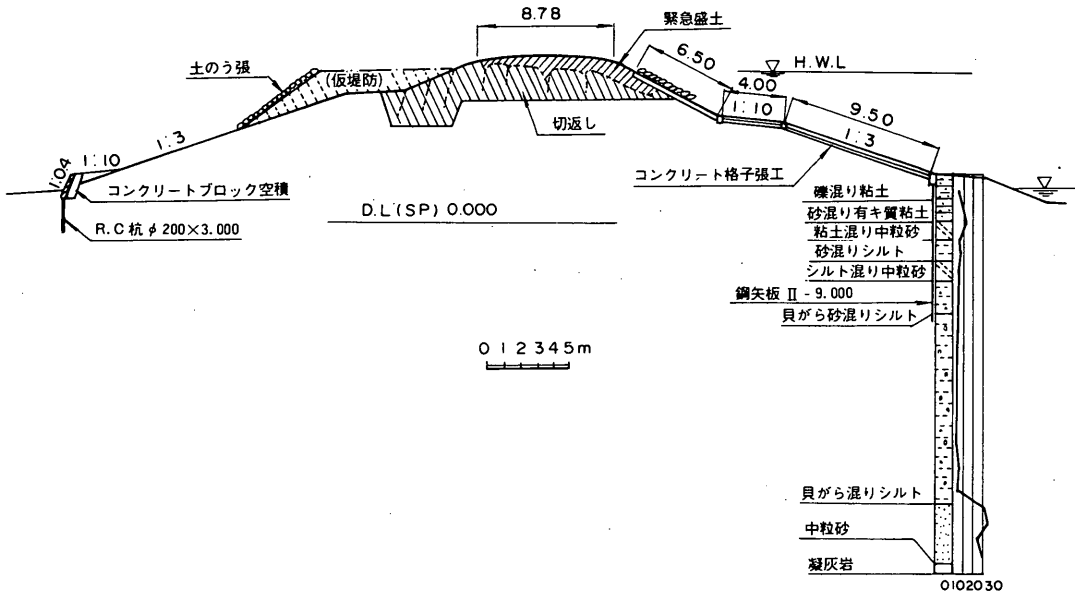 8.78
緊急盛土
6.50
H.W.L
土のう張
(仮堤防)
4.00
1:10
9.50
切返し
1:3
1:3
1:04
1:10
コンクリート格子張工
コンクリートブロック空積
D.L(SP) 0.000
R.C杭 φ 200×3.000
礫混り粘土
砂混り有キ質粘土
粘土混り中粒砂
砂混りシルト
シルト混り中粒砂
鋼矢板 Ⅱ - 9.000
貝がら砂混りシルト
0 1 2 3 4 5m
貝がら混りシルト
中粒砂
凝灰岩
0102030